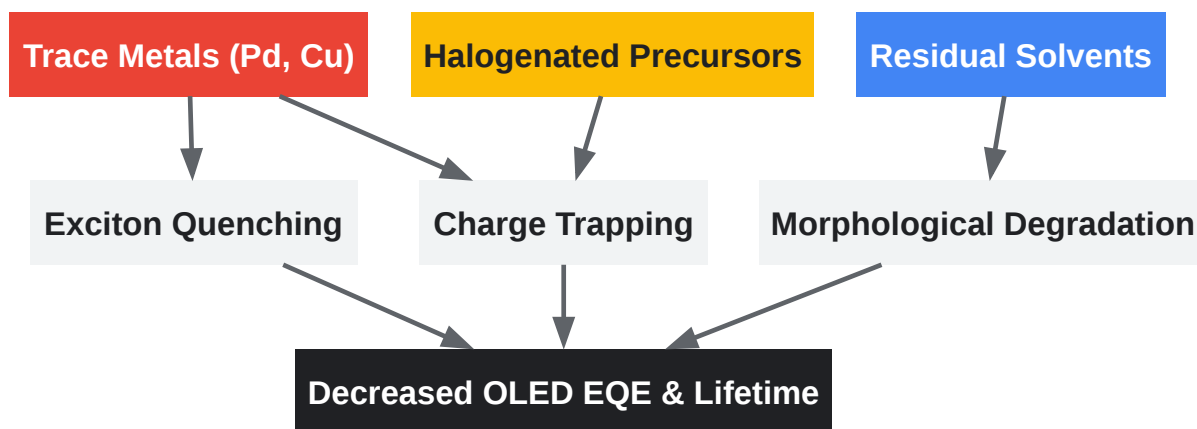 Trace Metals (Pd, Cu)
Halogenated Precursors
Residual Solvents
Exciton Quenching
Charge Trapping
Morphological Degradation
Decreased OLED EQE & Lifetime